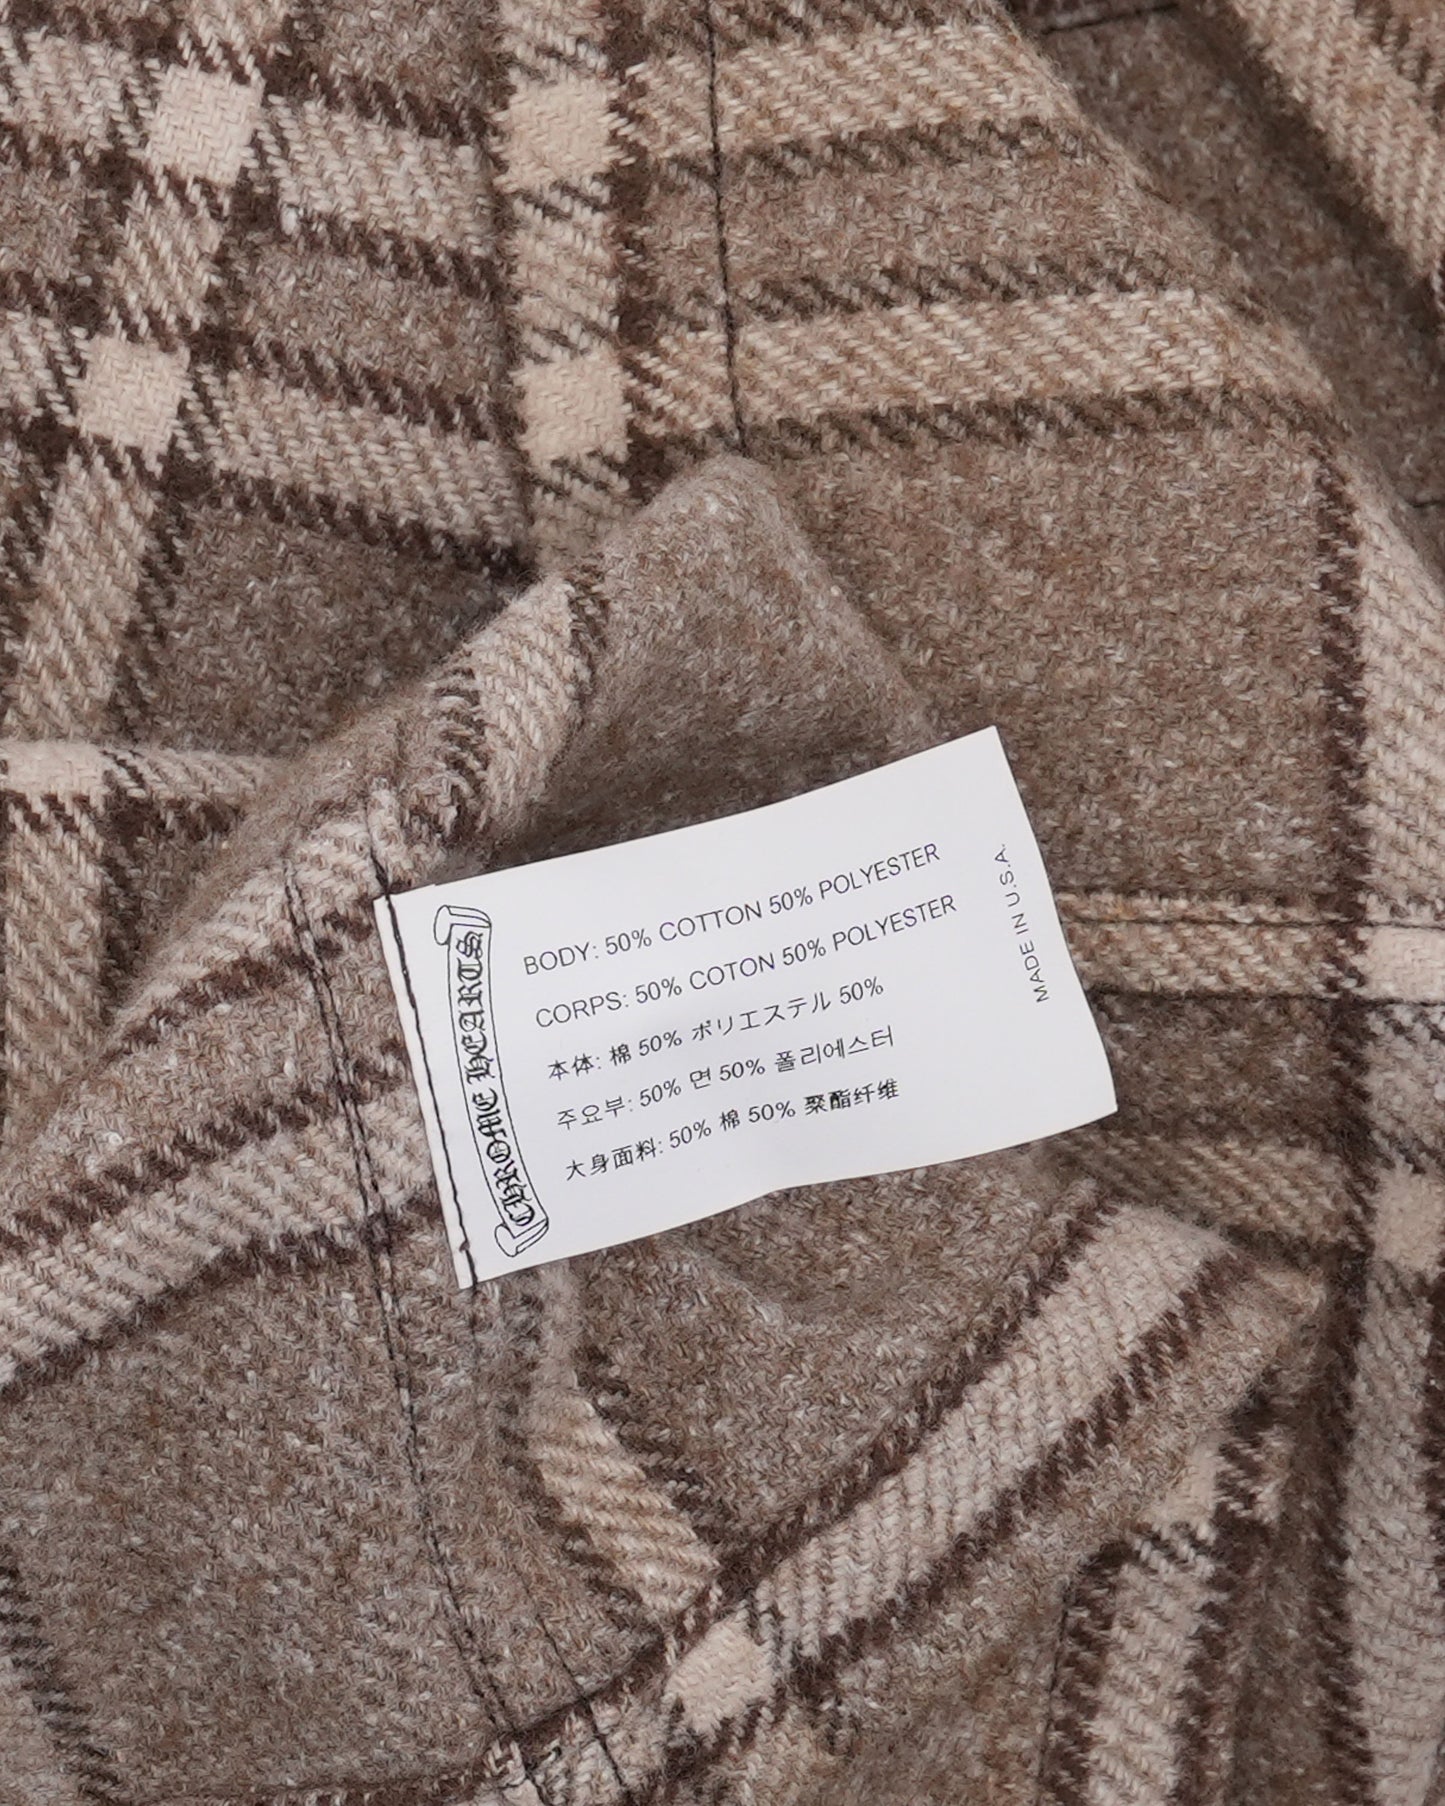 CHROME HEARTS
BODY: 50% COTTON 50% POLYESTER
CORPS: 50% COTON 50% POLYESTER
本体: 棉 50% ポリエステル 50%
주요부: 50% 면 50% 폴리에스터
大身面料: 50% 棉 50% 聚酯纤维
MADE IN U.S.A.